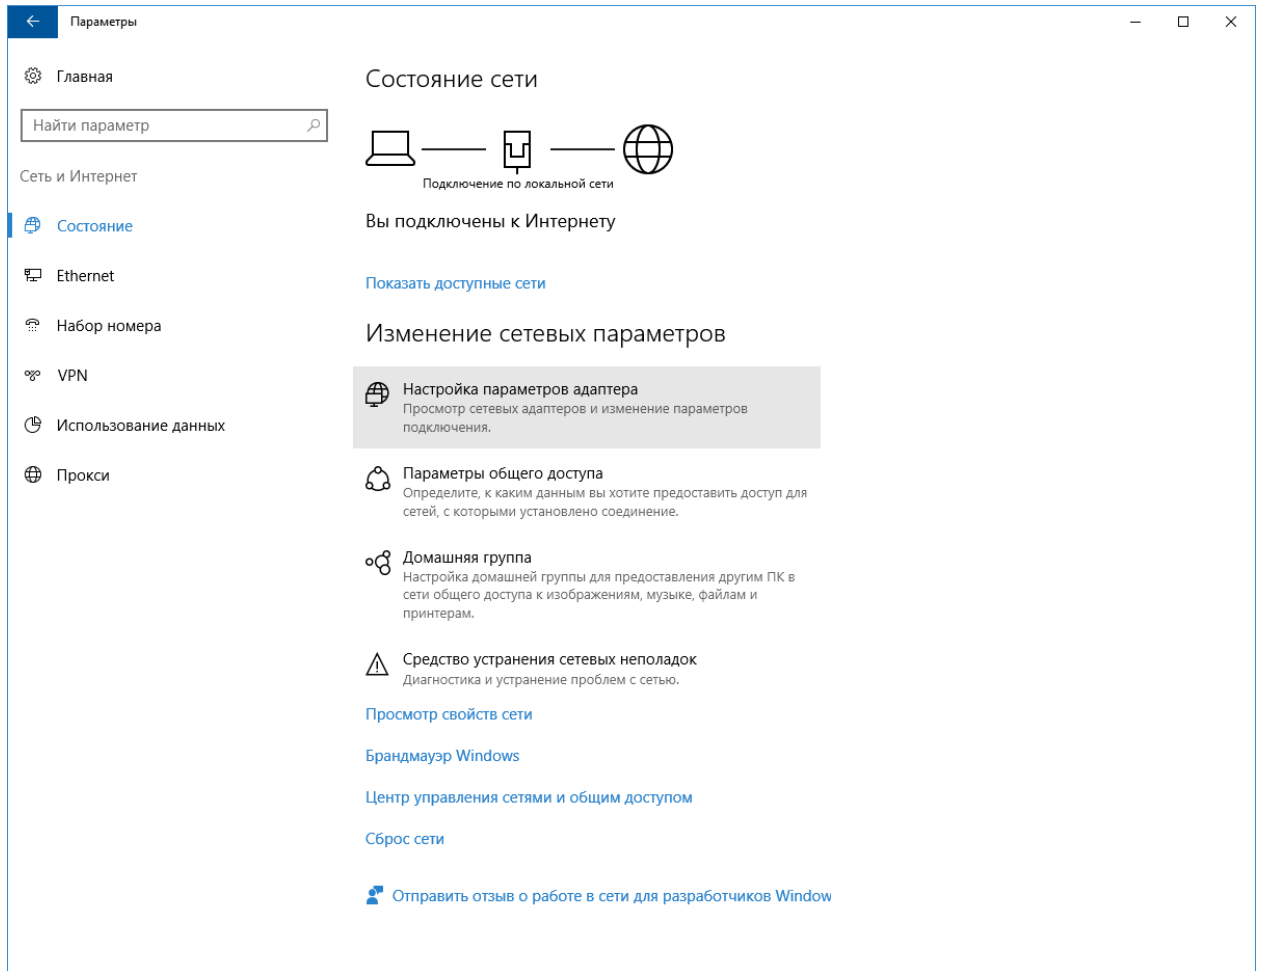 Параметры
Главная
Найти параметр
Сеть и Интернет
Состояние
Ethernet
Набор номера
VPN
Использование данных
Прокси
Состояние сети
Подключение по локальной сети
Вы подключены к Интернету
Показать доступные сети
Изменение сетевых параметров
Настройка параметров адаптера
Просмотр сетевых адаптеров и изменение параметров
подключения.
Параметры общего доступа
Определите, к каким данным вы хотите предоставить доступ для
сетей, с которыми установлено соединение.
Домашняя группа
Настройка домашней группы для предоставления другим ПК в
сети общего доступа к изображениям, музыке, файлам и
принтерам.
Средство устранения сетевых неполадок
Диагностика и устранение проблем с сетью.
Просмотр свойств сети
Брандмауэр Windows
Центр управления сетями и общим доступом
Сброс сети
Отправить отзыв о работе в сети для разработчиков Window